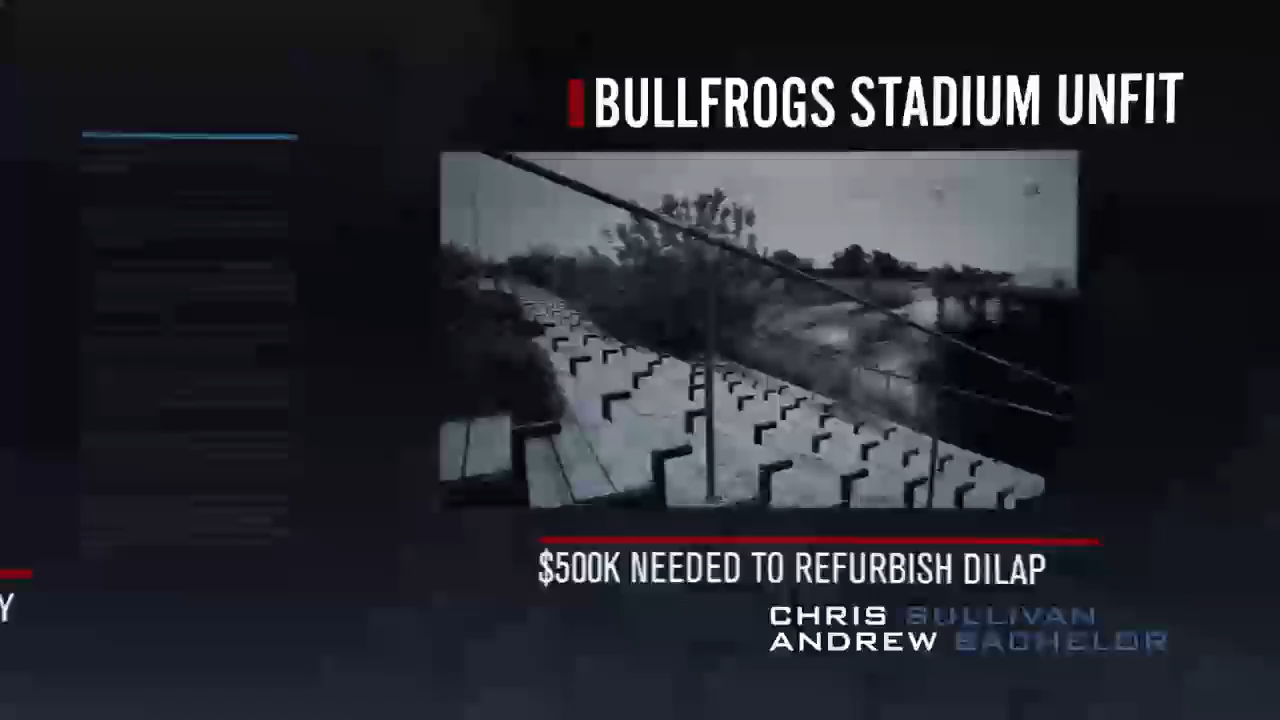 BULLFROGS STADIUM UNFIT
$500K NEEDED TO REFURBISH DILAP
Y
CHRIS SULLIVAN
ANDREW BACHELOR